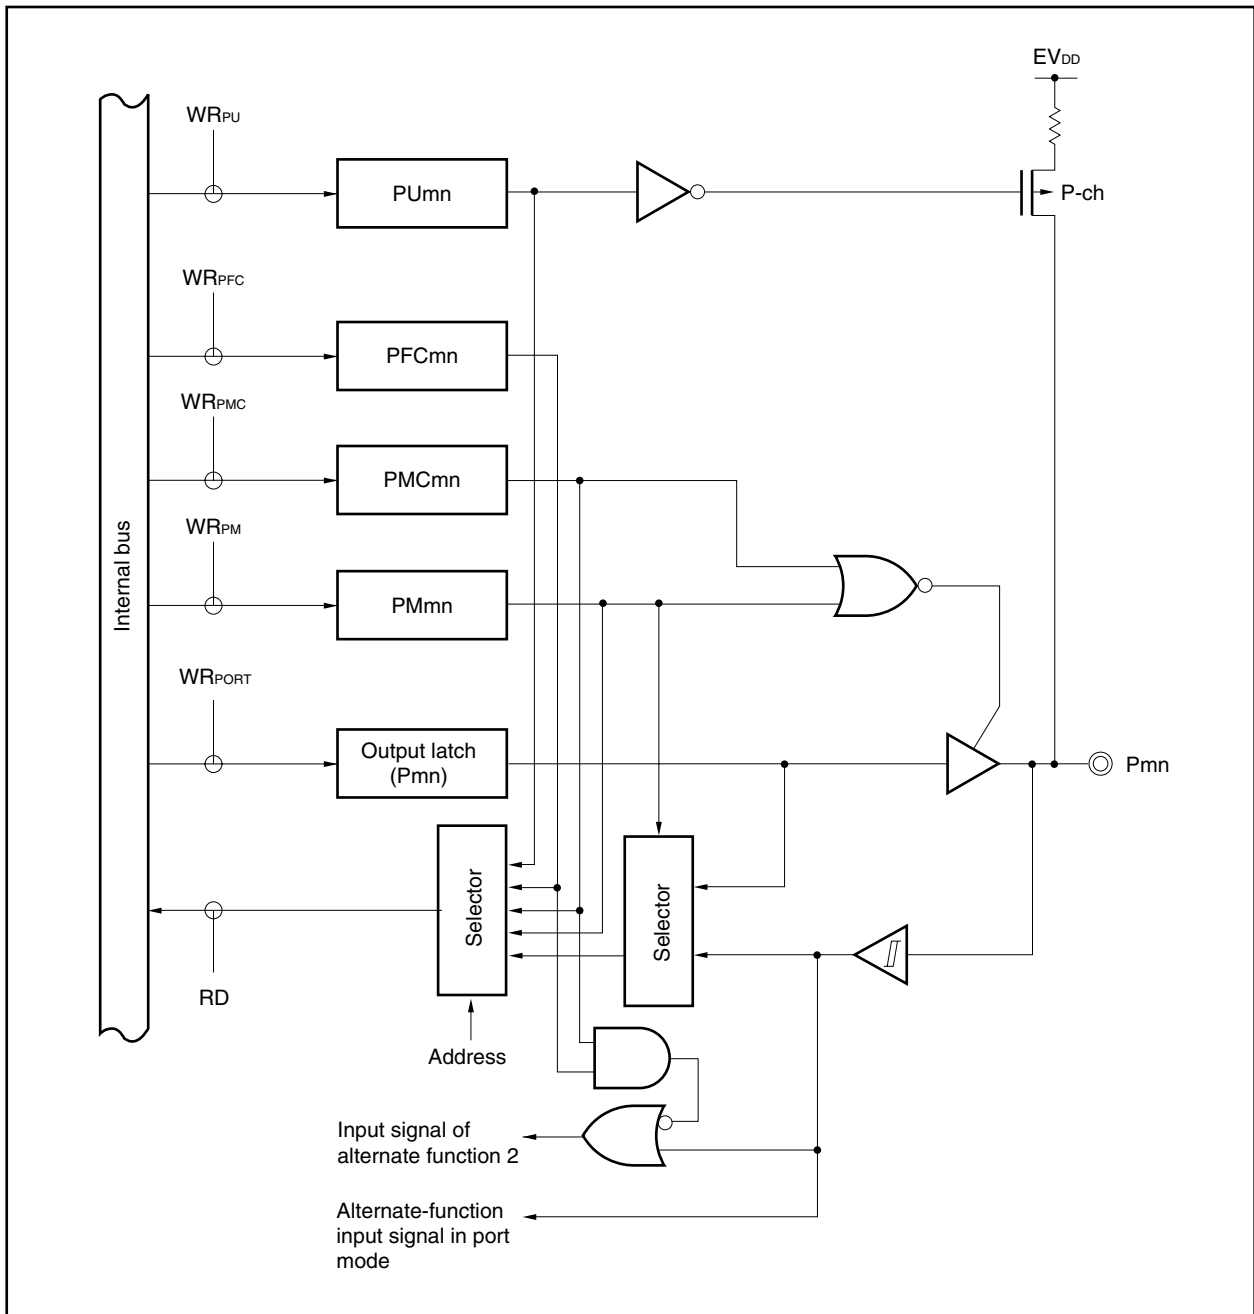 EVDD
WRPU
PUmn
P-ch
WRPFC
PFCmn
WRPMC
PMCmn
WRPM
PMmn
Internal bus
WRPORT
Output latch
(Pmn)
Pmn
Selector
Selector
RD
Address
Input signal of
alternate function 2
Alternate-function
input signal in port
mode